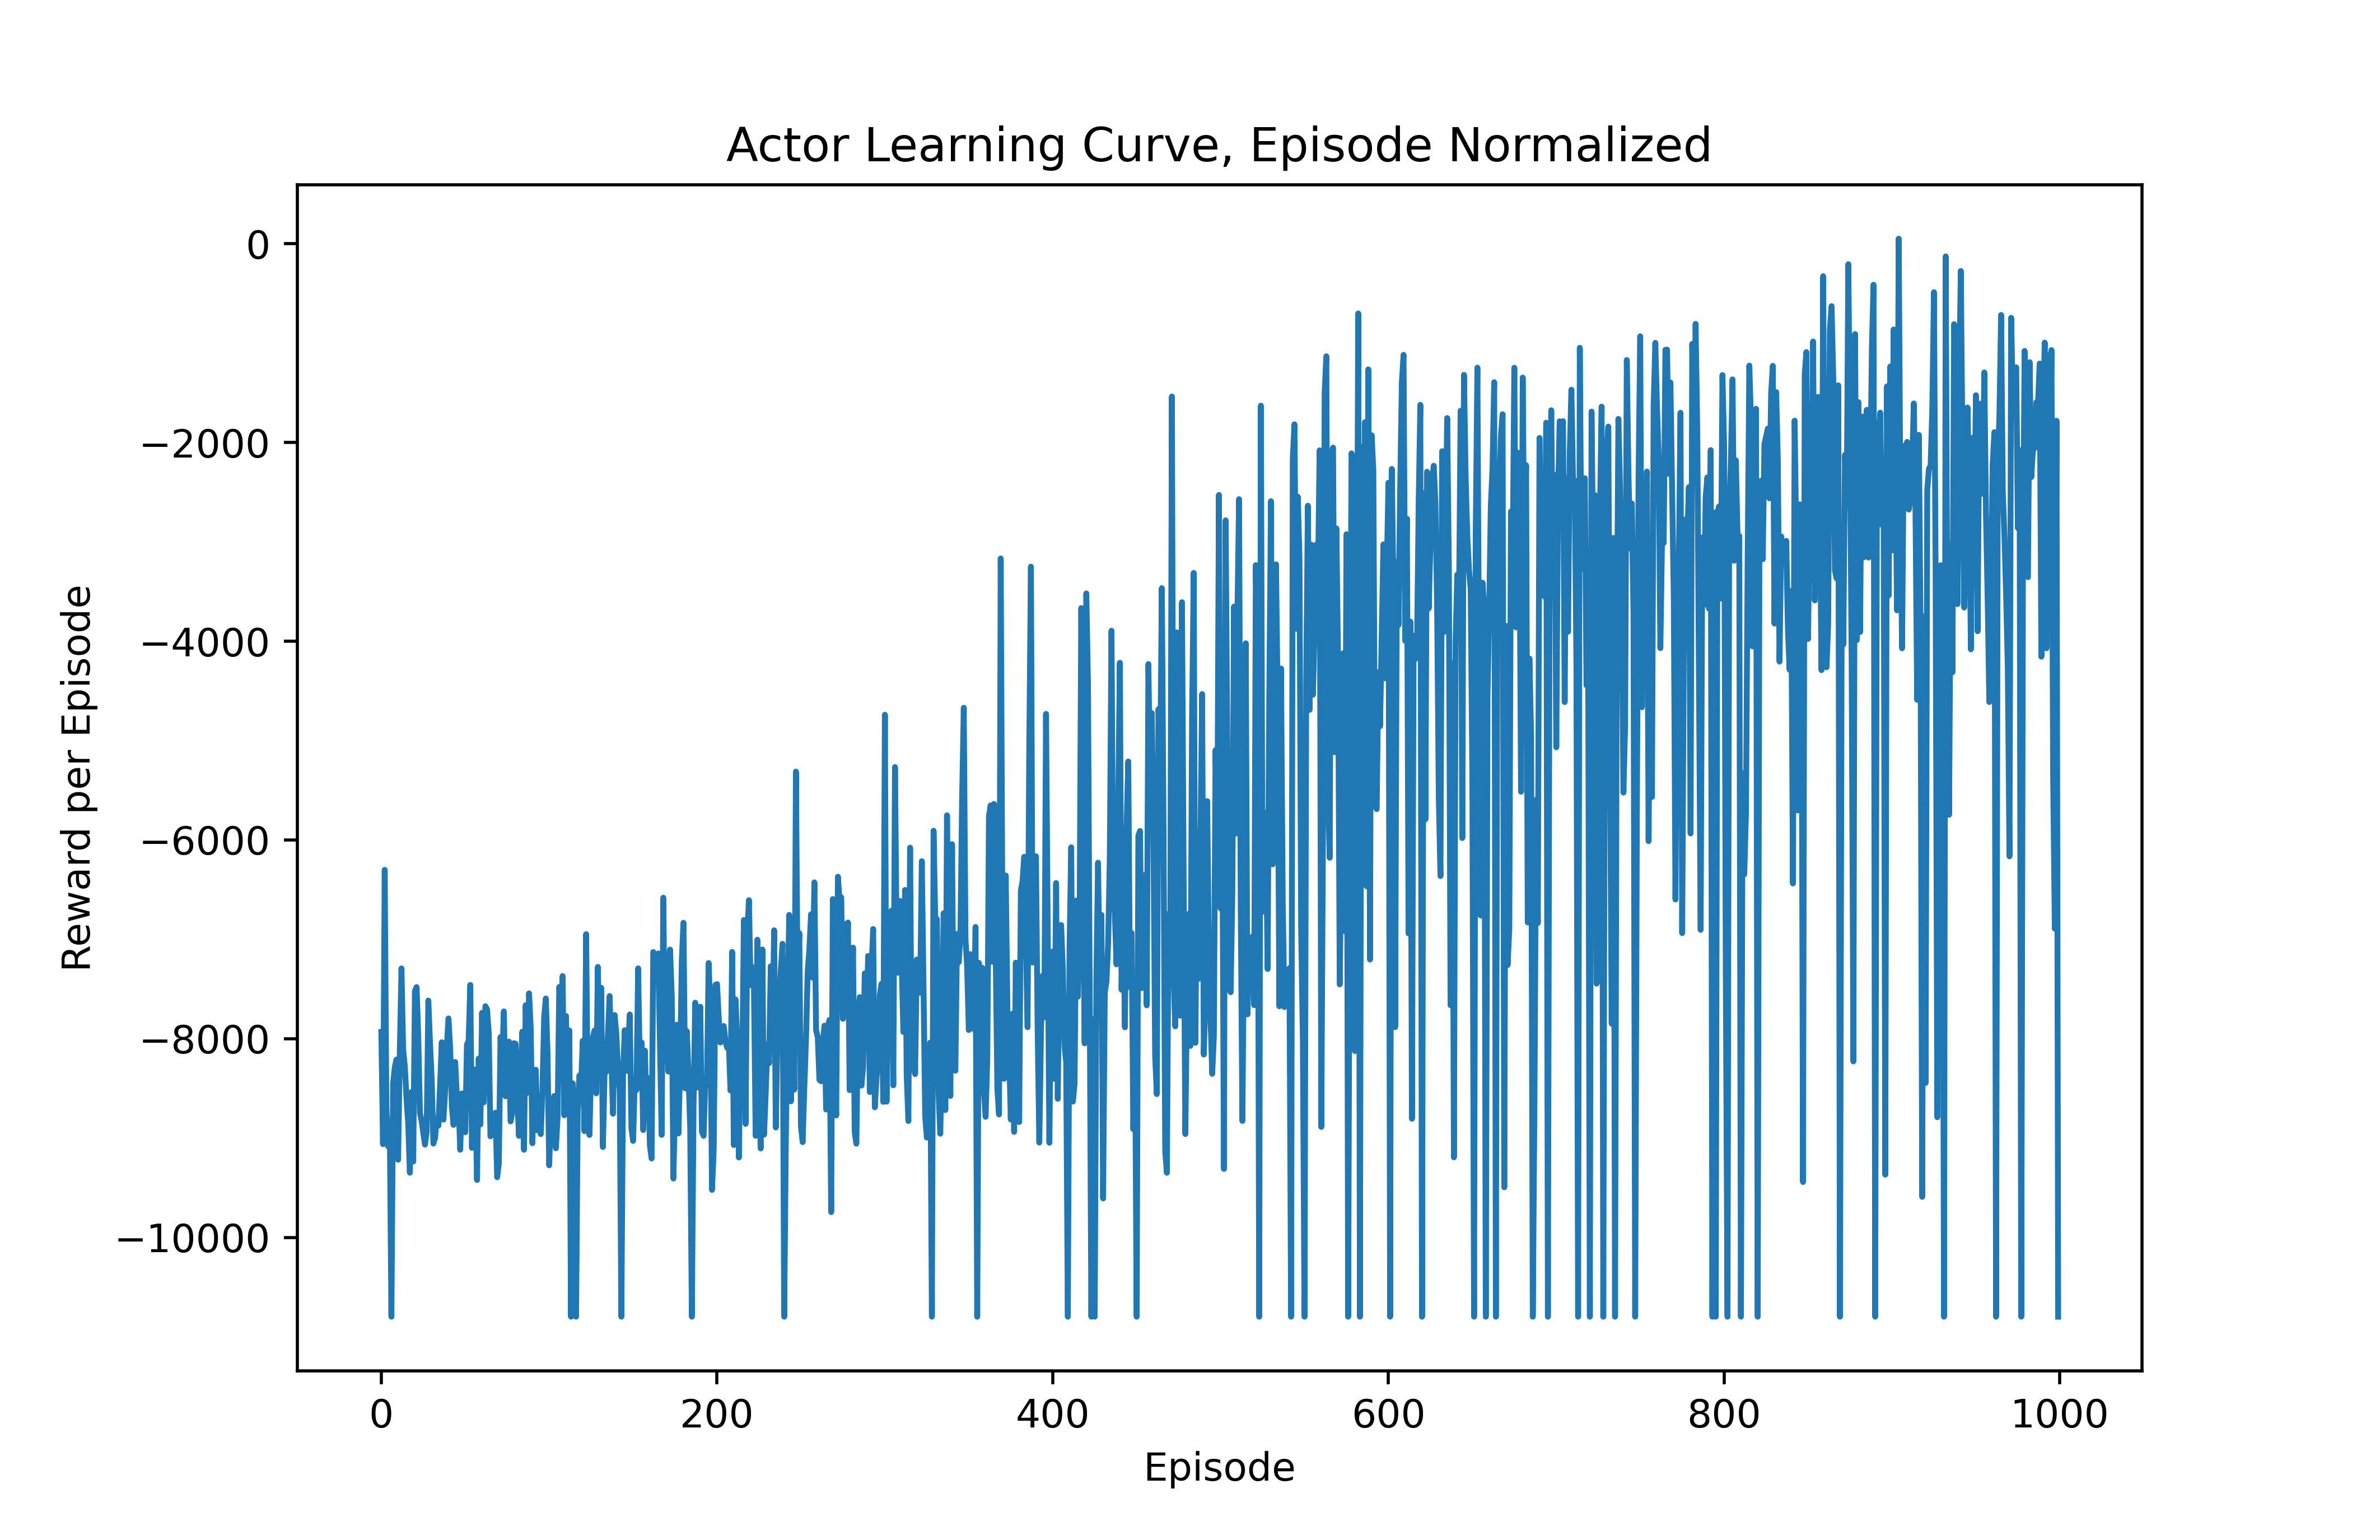 Actor Learning Curve, Episode Normalized
0
−2000
−4000
−6000
−8000
−10000
Reward per Episode
0 200 400 600 800 1000
Episode